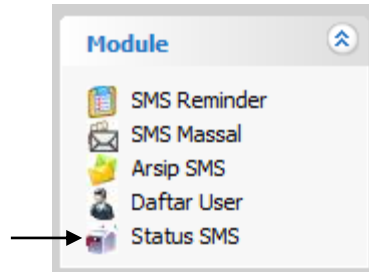 Module
SMS Reminder
SMS Massal
Arsip SMS
Daftar User
Status SMS